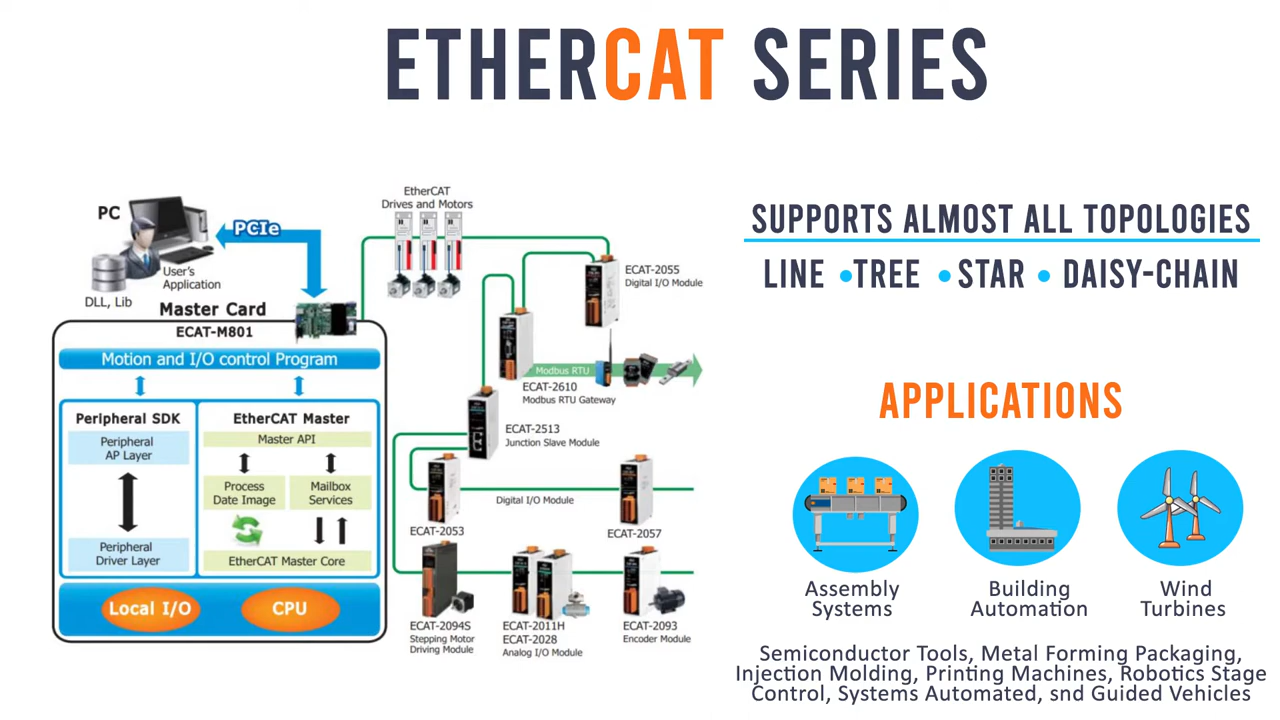 ETHERCAT SERIES
PC
PCIe
User's
Application
DLL, Lib
Master Card
ECAT-M801
Motion and I/O control Program
Peripheral SDK
Peripheral
AP Layer
Peripheral
Driver Layer
EtherCAT Master
Master API
Process
Date Image
Mailbox
Services
EtherCAT Master Core
Local I/O
CPU
EtherCAT
Drives and Motors
ECAT-2055
Digital I/O Module
Modbus RTU
ECAT-2610
Modbus RTU Gateway
ECAT-2513
Junction Slave Module
Digital I/O Module
ECAT-2053
ECAT-2057
ECAT-2094S
Stepping Motor
Driving Module
ECAT-2011H
ECAT-2028
Analog I/O Module
ECAT-2093
Encoder Module
SUPPORTS ALMOST ALL TOPOLOGIES
LINE • TREE • STAR • DAISY-CHAIN
APPLICATIONS
Assembly
Systems
Building
Automation
Wind
Turbines
Semiconductor Tools, Metal Forming Packaging,
Injection Molding, Printing Machines, Robotics Stage
Control, Systems Automated, snd Guided Vehicles